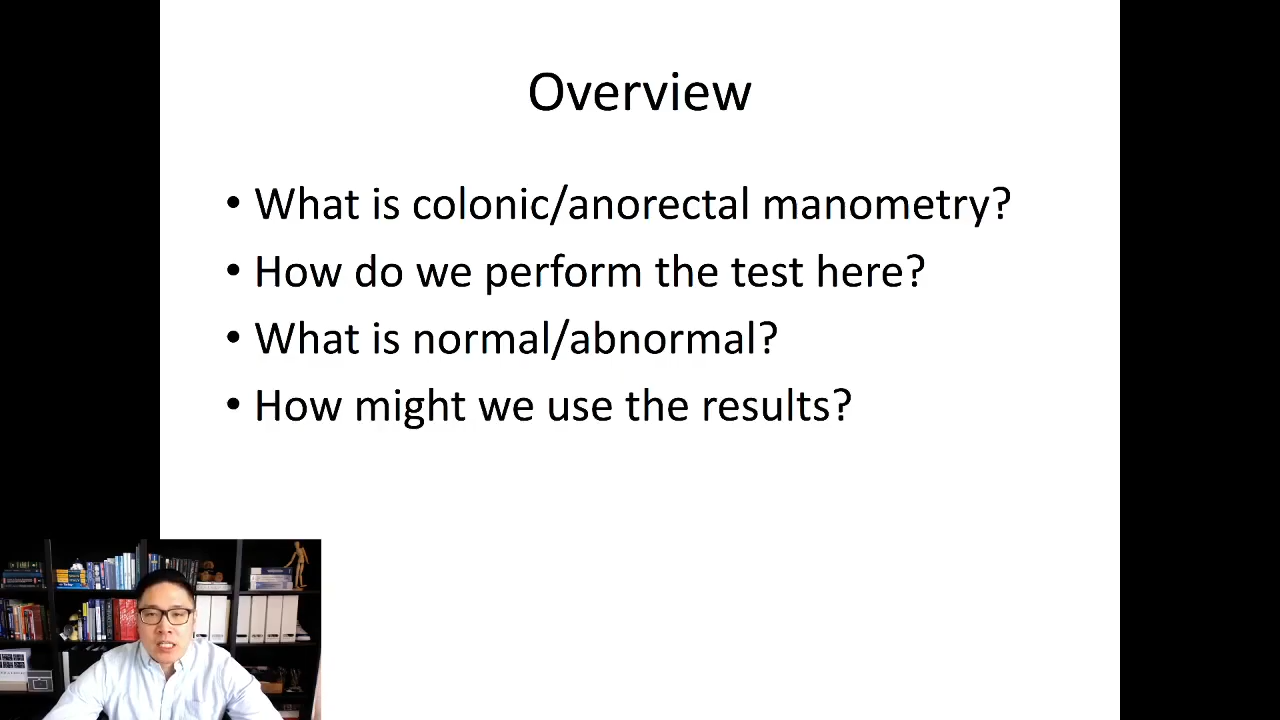 Overview
• What is colonic/anorectal manometry?
• How do we perform the test here?
• What is normal/abnormal?
• How might we use the results?